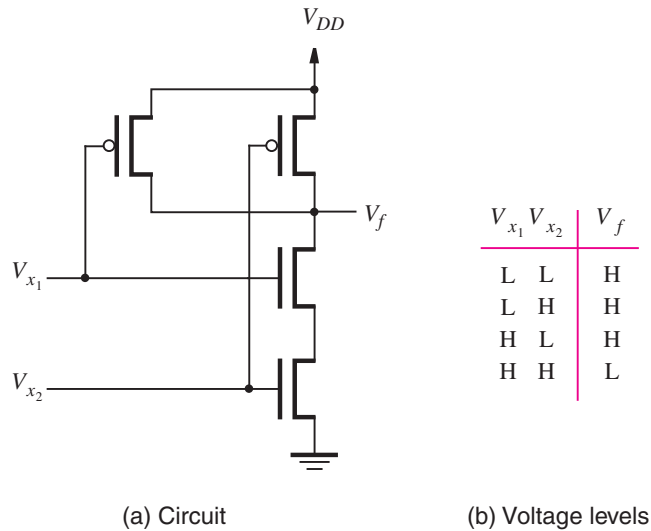 V_DD
V_f
V_x1
V_x2
V_x1 V_x2 V_f
L L H
L H H
H L H
H H L
(a) Circuit
(b) Voltage levels